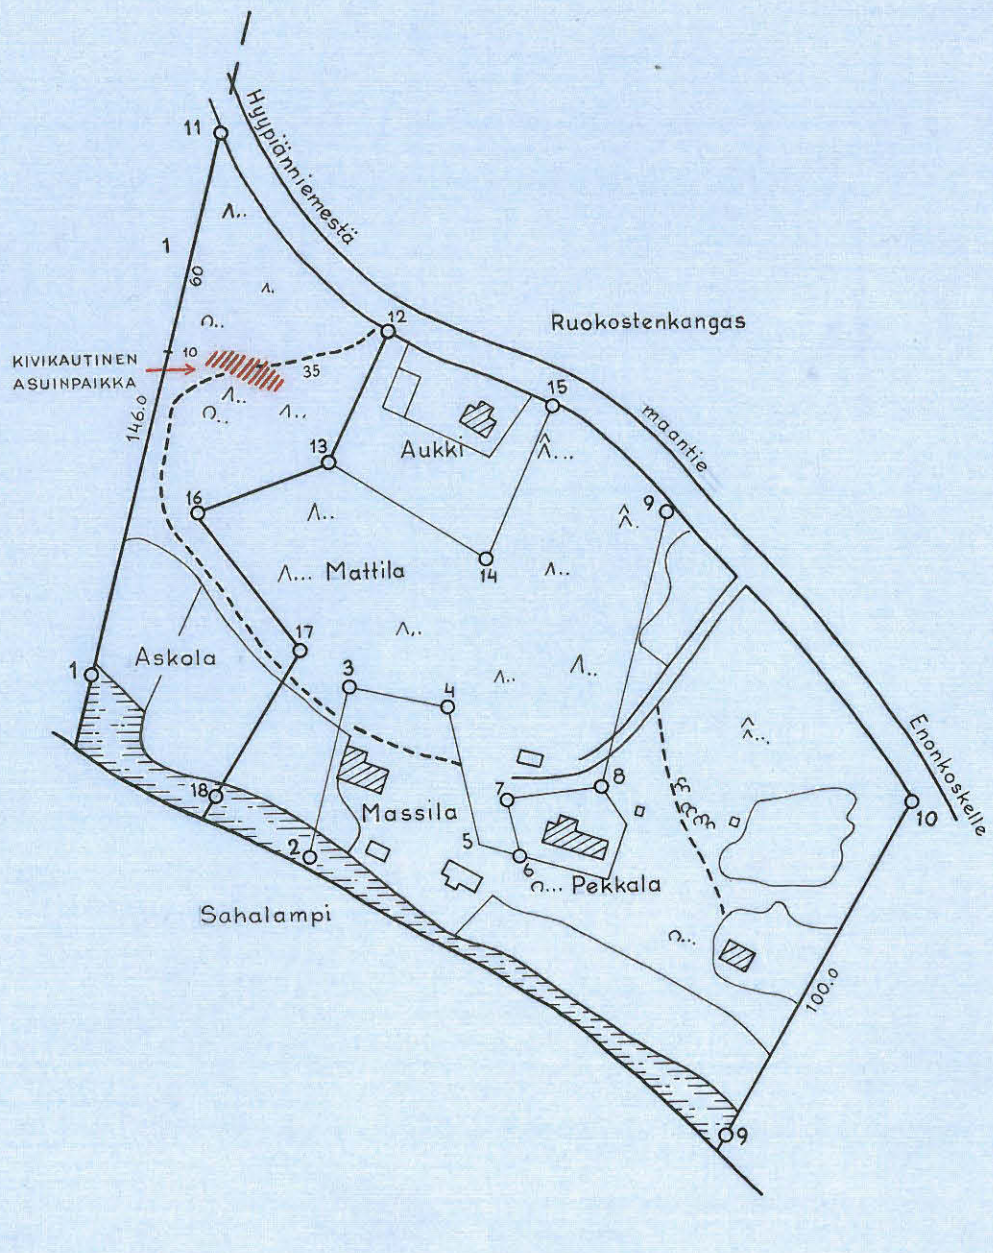 11
Hyypiänniemestä
1
60
12
Ruokostenkangas
KIVIKAUTINEN
ASUINPAIKKA
10
35
15
146.0
maantie
13
Aukki
16
9
14
Mattila
17
Askola
1
3
4
Enonkoskelle
8
18
7
10
Massila
5
2
6
Pekkala
Sahalampi
100.0
9